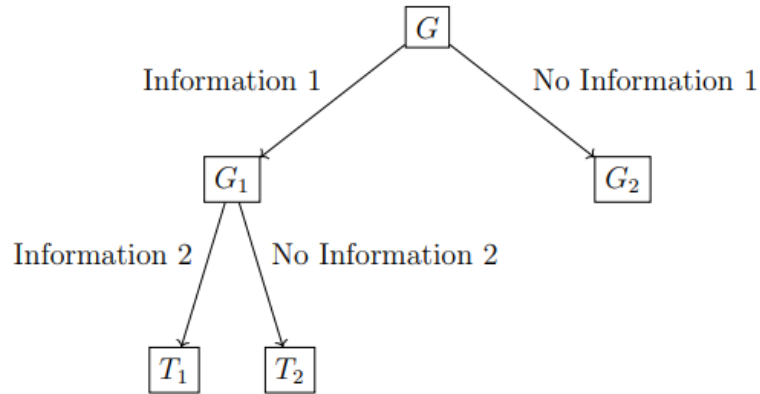 G
Information 1
No Information 1
G₁
G₂
Information 2
No Information 2
T₁
T₂